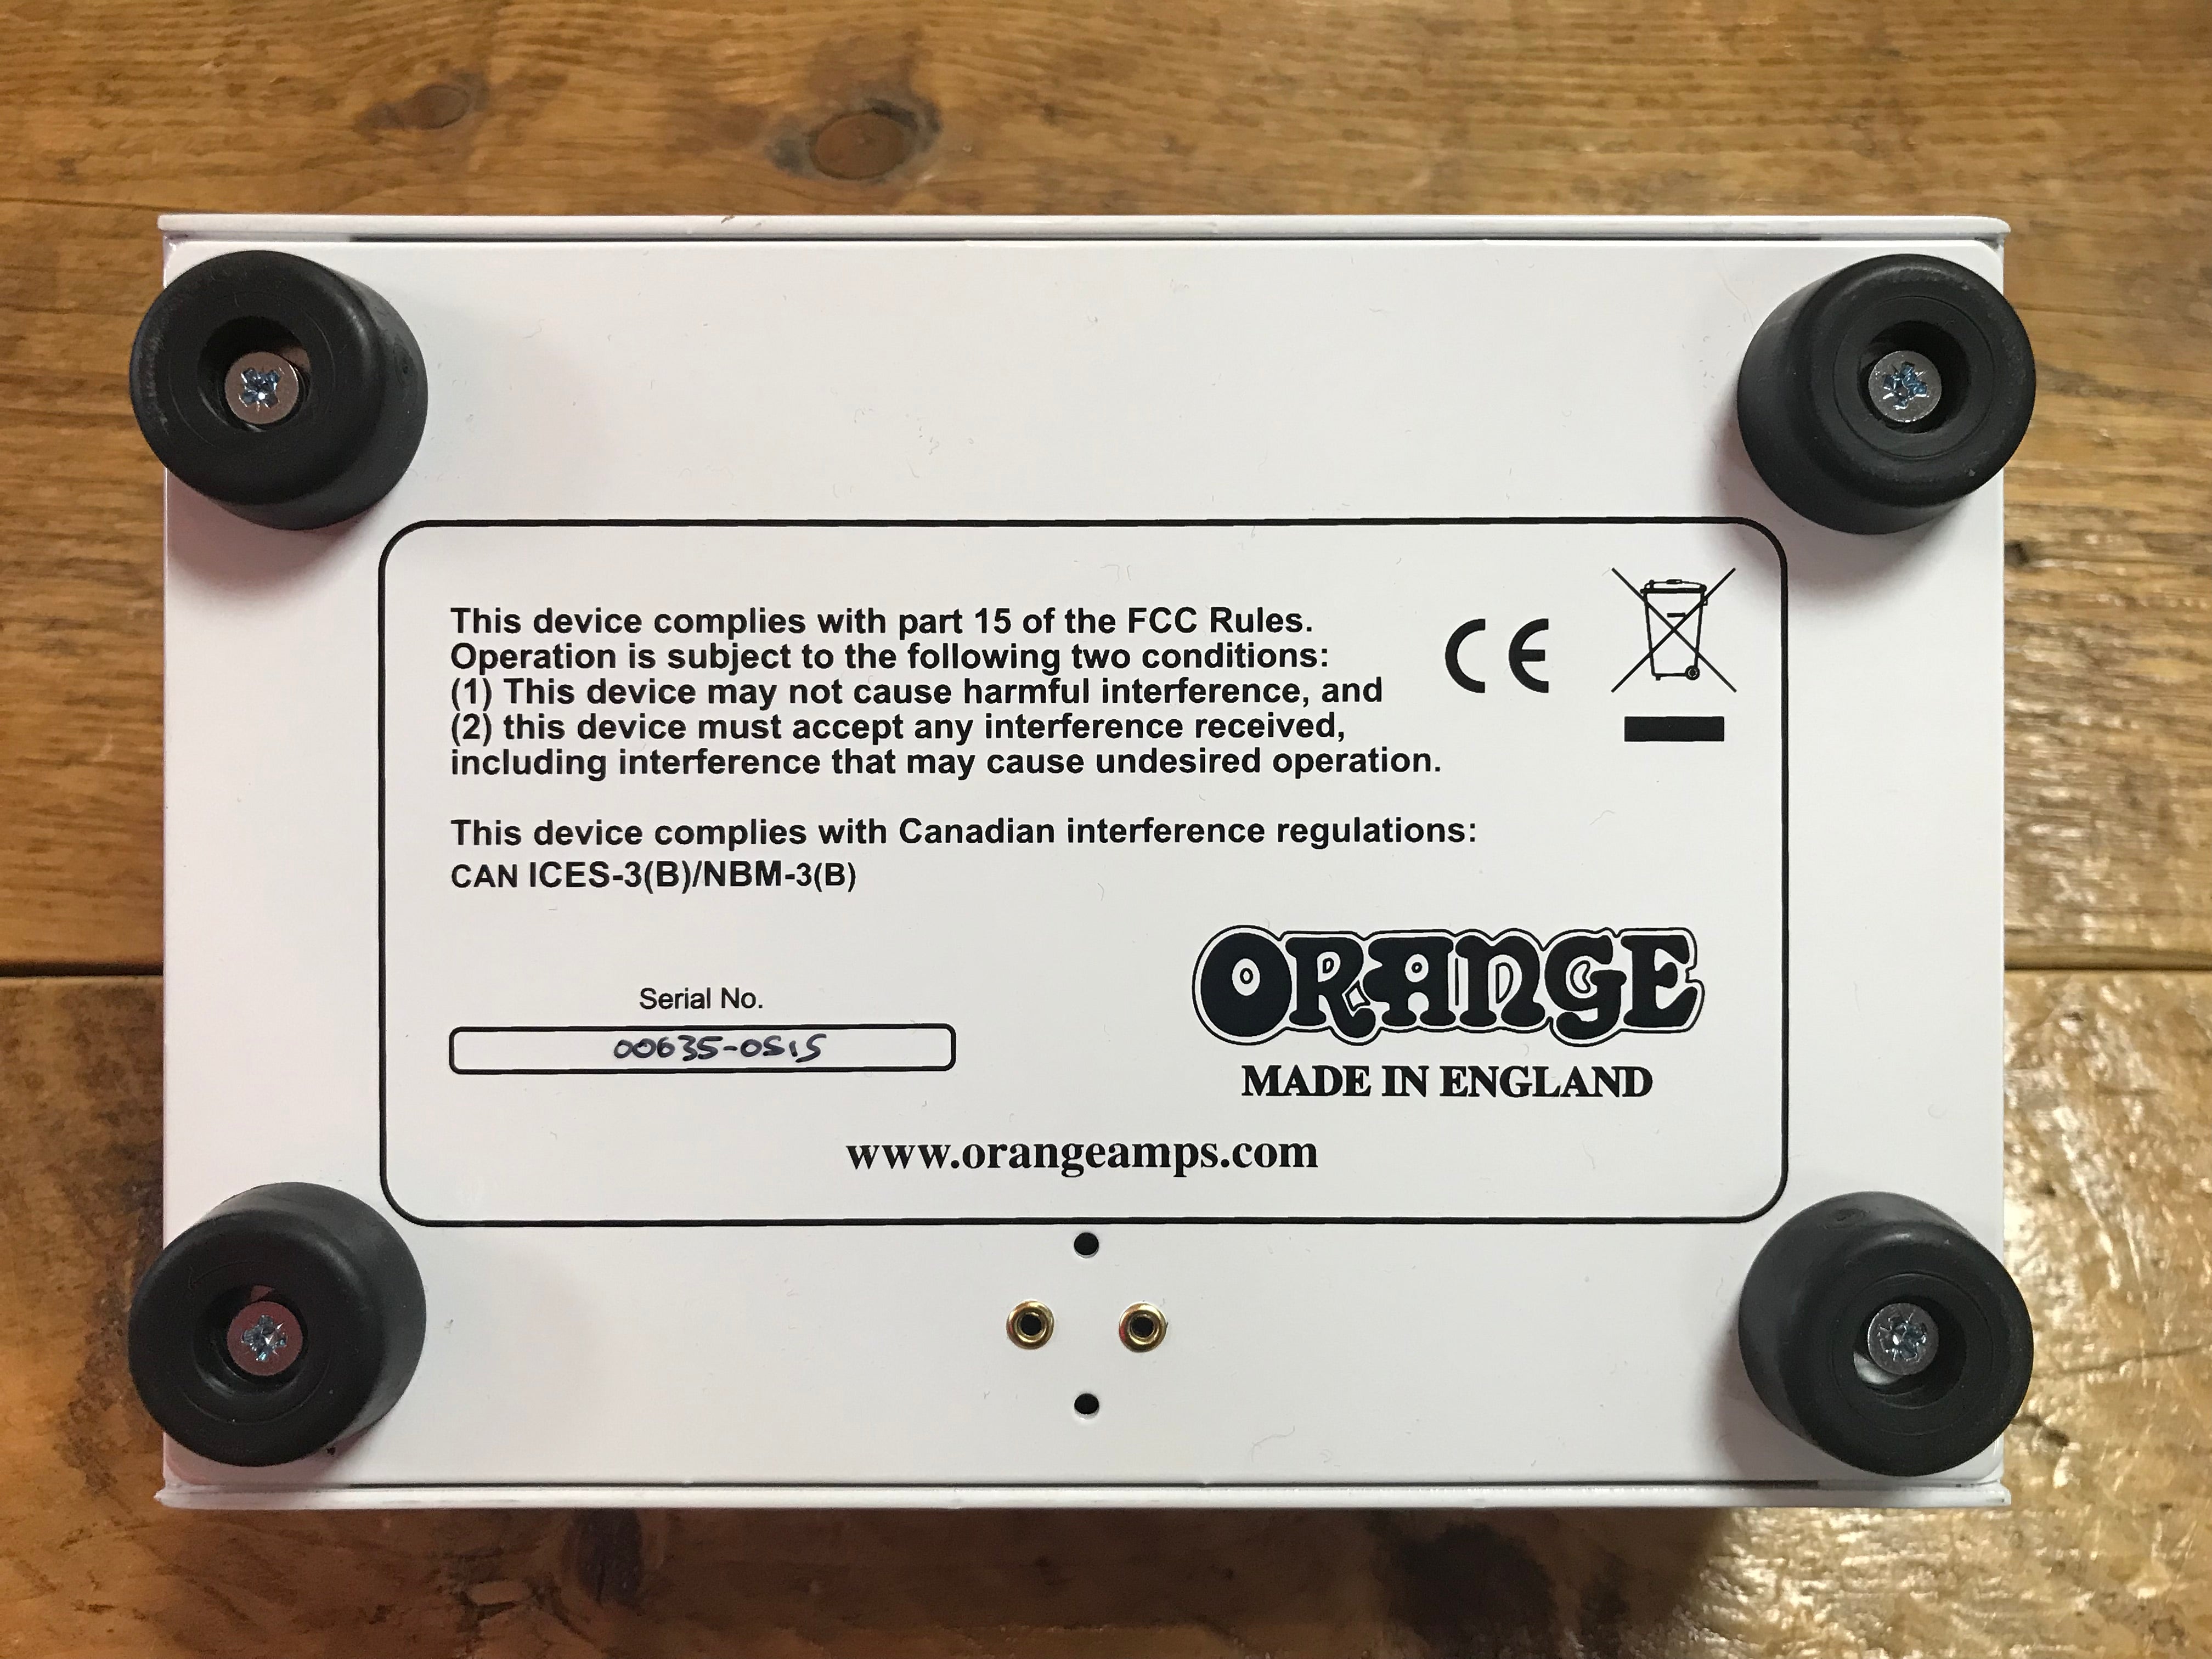 This device complies with part 15 of the FCC Rules.
Operation is subject to the following two conditions:
(1) This device may not cause harmful interference, and
(2) this device must accept any interference received,
including interference that may cause undesired operation.
CE
This device complies with Canadian interference regulations:
CAN ICES-3(B)/NBM-3(B)
Serial No.
00635-0515
ORANGE
MADE IN ENGLAND
www.orangeamps.com